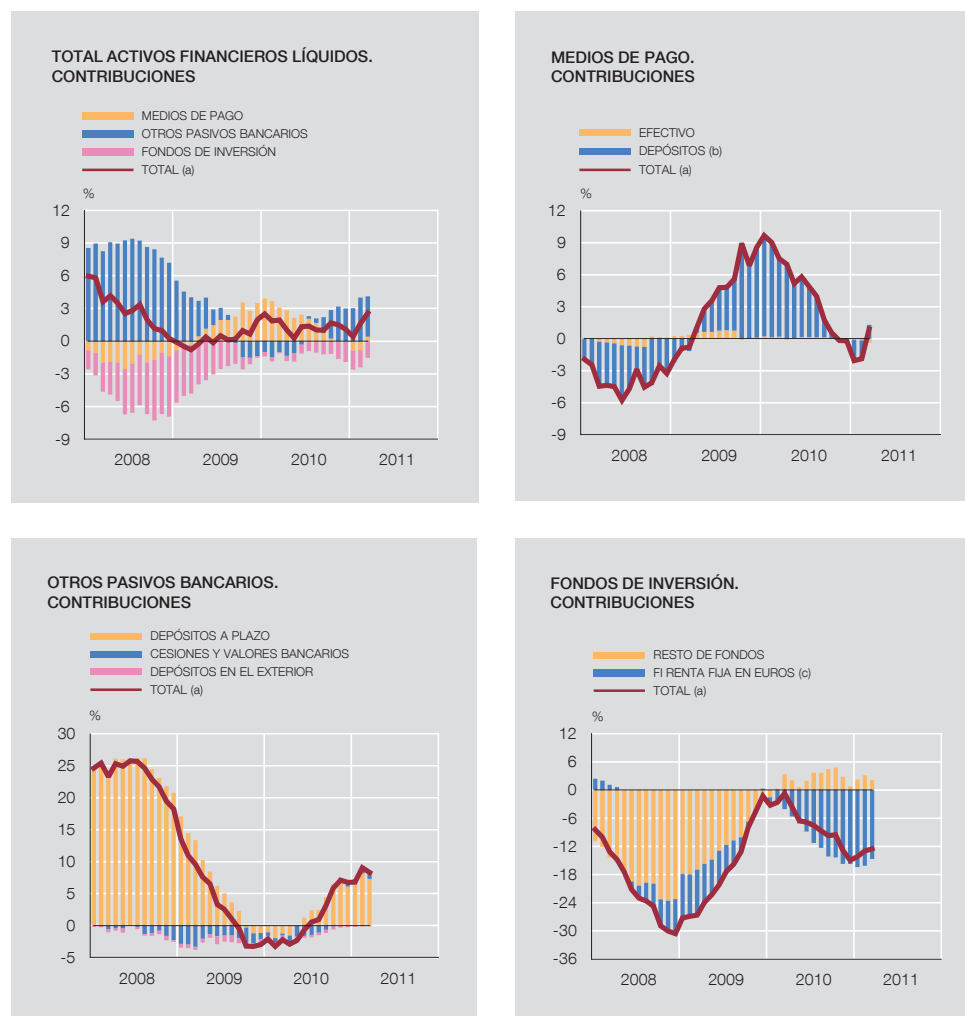 TOTAL ACTIVOS FINANCIEROS LÍQUIDOS.
CONTRIBUCIONES
MEDIOS DE PAGO
OTROS PASIVOS BANCARIOS
FONDOS DE INVERSIÓN
TOTAL (a)
%
12
9
6
3
0
-3
-6
-9
2008 2009 2010 2011
MEDIOS DE PAGO.
CONTRIBUCIONES
EFECTIVO
DEPÓSITOS (b)
TOTAL (a)
%
12
9
6
3
0
-3
-6
-9
2008 2009 2010 2011
OTROS PASIVOS BANCARIOS.
CONTRIBUCIONES
DEPÓSITOS A PLAZO
CESIONES Y VALORES BANCARIOS
DEPÓSITOS EN EL EXTERIOR
TOTAL (a)
%
30
25
20
15
10
5
0
-5
2008 2009 2010 2011
FONDOS DE INVERSIÓN.
CONTRIBUCIONES
RESTO DE FONDOS
FI RENTA FIJA EN EUROS (c)
TOTAL (a)
%
12
6
0
-6
-12
-18
-24
-30
-36
2008 2009 2010 2011